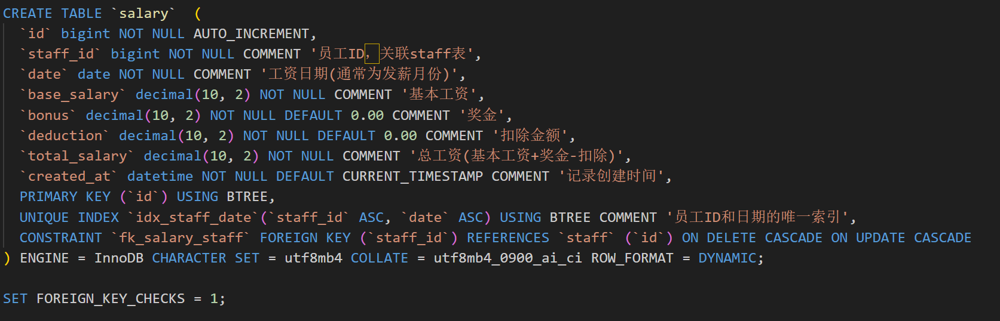 CREATE TABLE `salary`  (
  `id` bigint NOT NULL AUTO_INCREMENT,
  `staff_id` bigint NOT NULL COMMENT '员工ID，关联staff表',
  `date` date NOT NULL COMMENT '工资日期(通常为发薪月份)',
  `base_salary` decimal(10, 2) NOT NULL COMMENT '基本工资',
  `bonus` decimal(10, 2) NOT NULL DEFAULT 0.00 COMMENT '奖金',
  `deduction` decimal(10, 2) NOT NULL DEFAULT 0.00 COMMENT '扣除金额',
  `total_salary` decimal(10, 2) NOT NULL COMMENT '总工资(基本工资+奖金-扣除)',
  `created_at` datetime NOT NULL DEFAULT CURRENT_TIMESTAMP COMMENT '记录创建时间',
  PRIMARY KEY (`id`) USING BTREE,
  UNIQUE INDEX `idx_staff_date`(`staff_id` ASC, `date` ASC) USING BTREE COMMENT '员工ID和日期的唯一索引',
  CONSTRAINT `fk_salary_staff` FOREIGN KEY (`staff_id`) REFERENCES `staff` (`id`) ON DELETE CASCADE ON UPDATE CASCADE
) ENGINE = InnoDB CHARACTER SET = utf8mb4 COLLATE = utf8mb4_0900_ai_ci ROW_FORMAT = DYNAMIC;
SET FOREIGN_KEY_CHECKS = 1;